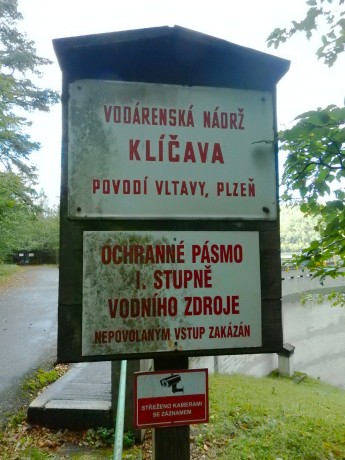 VODÁRENSKÁ NÁDRŽ
KLÍČAVA
POVODÍ VLTAVY, PLZEŇ
OCHRANNÉ PÁSMO
I. STUPNĚ
VODNÍHO ZDROJE
NEPOVOLANÝM VSTUP ZAKÁZÁN
STŘEŽENO KAMERAMI
SE ZÁZNAMEM